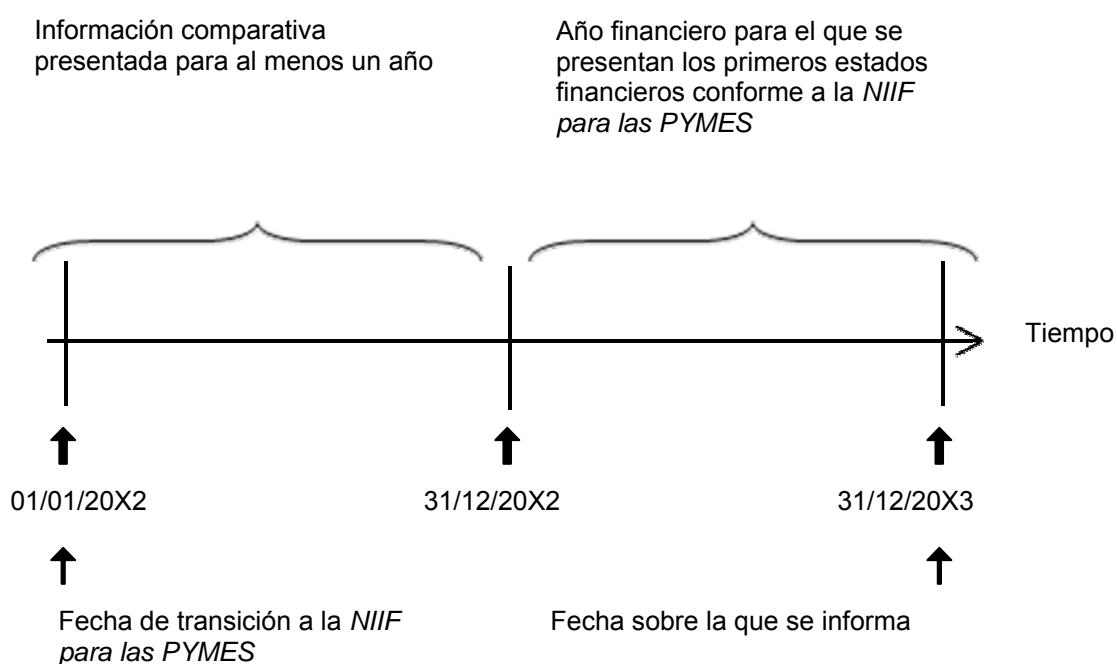 Información comparativa
presentada para al menos un año
Año financiero para el que se
presentan los primeros estados
financieros conforme a la NIIF
para las PYMES
Tiempo
01/01/20X2
31/12/20X2
31/12/20X3
Fecha de transición a la NIIF
para las PYMES
Fecha sobre la que se informa